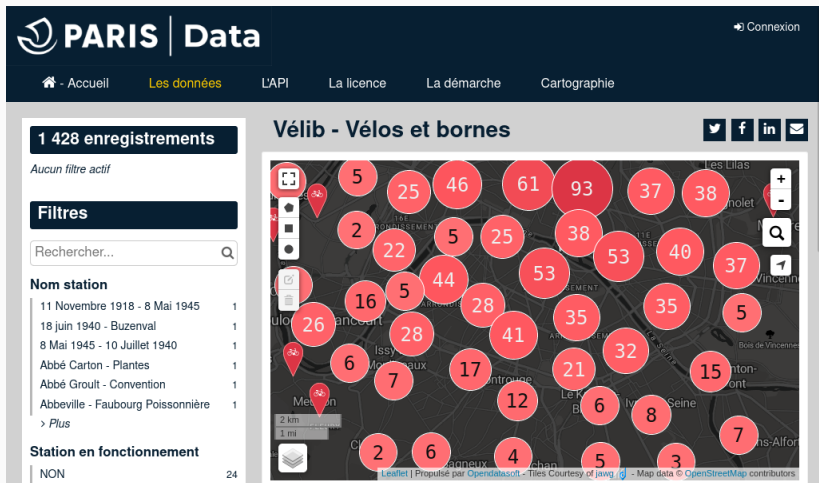 PARIS | Data
Connexion
- Accueil
Les données
L'API
La licence
La démarche
Cartographie
1 428 enregistrements
Aucun filtre actif
Filtres
Rechercher...
Nom station
11 Novembre 1918 - 8 Mai 1945 1
18 juin 1940 - Buzenval 1
8 Mai 1945 - 10 Juillet 1940 1
Abbé Carton - Plantes 1
Abbé Groult - Convention 1
Abbeville - Faubourg Poissonnière 1
> Plus
Station en fonctionnement
NON 24
Vélib - Vélos et bornes
Les Lilas
5 25 46 61 93 37 38
+
-
16E
2 22 5 25 38 53 40 37
Vincenn
44 53
16 5 28 35 35 5
26 28 41
Issy
La Seine
Bois de Vincennes
6 7 17 21 32 15
12 6 8 7
2 6 4 5 3
2 km
1 mi
Leaflet | Propulsé par Opendatasoft - Tiles Courtesy of jawg - Map data © OpenStreetMap contributors